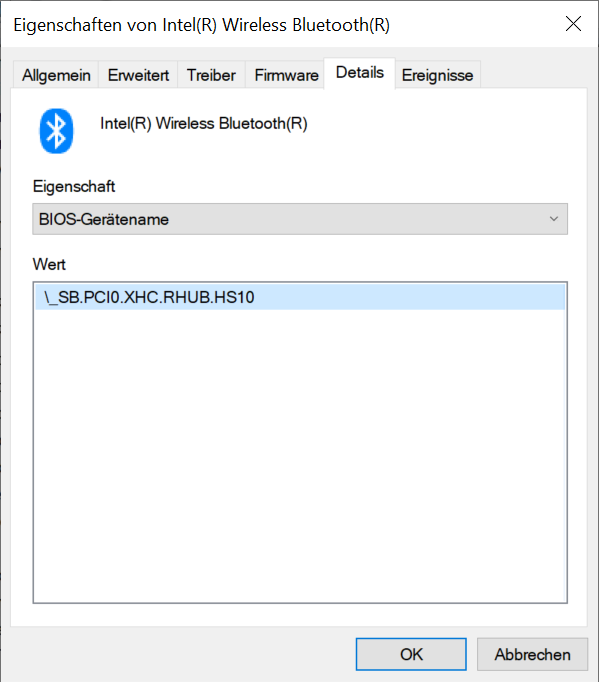 Eigenschaften von Intel(R) Wireless Bluetooth(R)
Allgemein Erweitert Treiber Firmware Details Ereignisse
Intel(R) Wireless Bluetooth(R)
Eigenschaft
BIOS-Gerätename
Wert
\_SB.PCI0.XHC.RHUB.HS10
OK Abbrechen